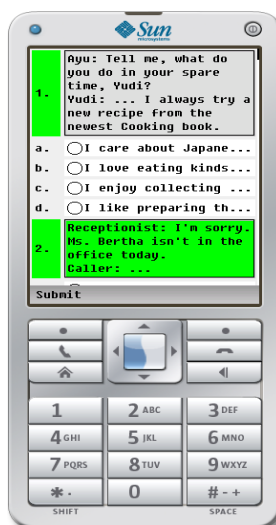 Sun
microsystems
1.
Ayu: Tell me, what do
you do in your spare
time, Yudi?
Yudi: ... I always try a
new recipe from the
newest Cooking book.
a. I care about Japane...
b. I love eating kinds...
c. I enjoy collecting ...
d. I like preparing th...
2.
Receptionist: I'm sorry.
Ms. Bertha isn't in the
office today.
Caller: ...
Submit
1 2 ABC 3 DEF
4 GHI 5 JKL 6 MNO
7 PQRS 8 TUV 9 WXYZ
* . 0 # - +
SHIFT SPACE